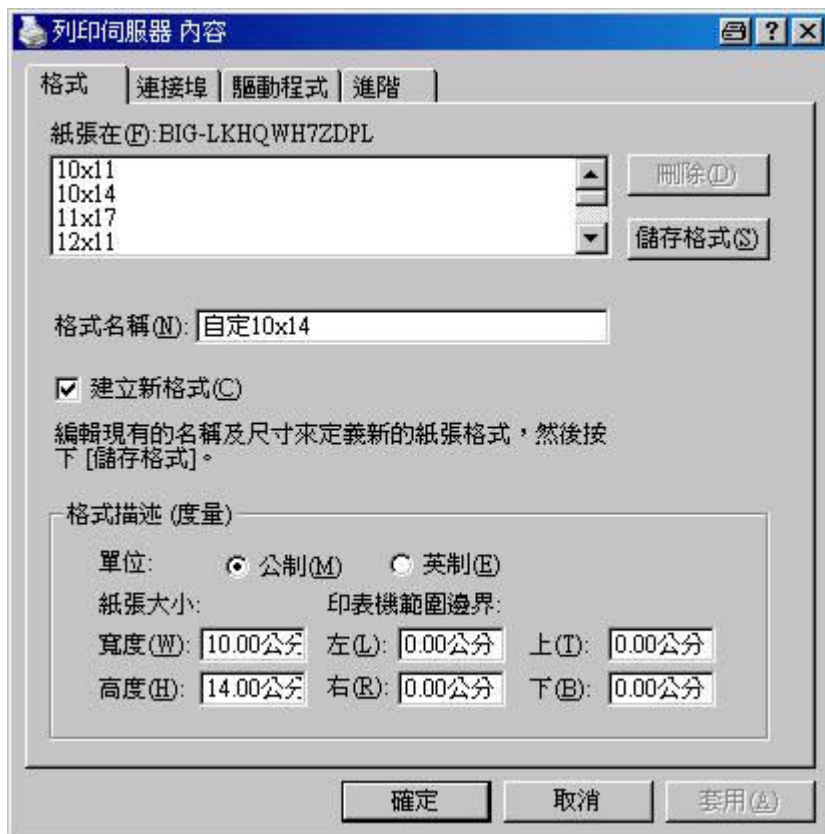 列印伺服器 內容
格式 連接埠 驅動程式 進階
紙張在(F):BIG-LKHQWH7ZDPL
10x11
10x14
11x17
12x11
刪除(D)
儲存格式(S)
格式名稱(N): 自定10x14
建立新格式(C)
編輯現有的名稱及尺寸來定義新的紙張格式，然後按
下 [儲存格式]。
格式描述 (度量)
單位: 公制(M) 英制(E)
紙張大小: 印表機範圍邊界:
寬度(W): 10.00公分 左(L): 0.00公分 上(T): 0.00公分
高度(H): 14.00公分 右(R): 0.00公分 下(B): 0.00公分
確定 取消 套用(A)